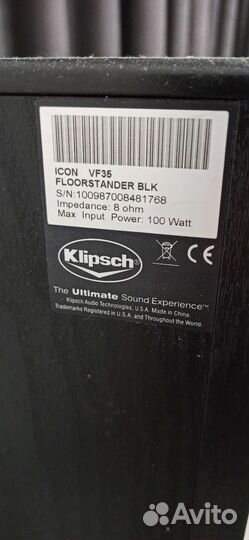 ICON VF35
FLOORSTANDER BLK
S/N:100987008481768
Impedance: 8 ohm
Max Input Power: 100 Watt
Klipsch®
CE
The Ultimate Sound Experience™
Klipsch Audio Technologies, U.S.A. Made in China
Trademarks Registered in U.S.A. and Throughout the World.
Avito